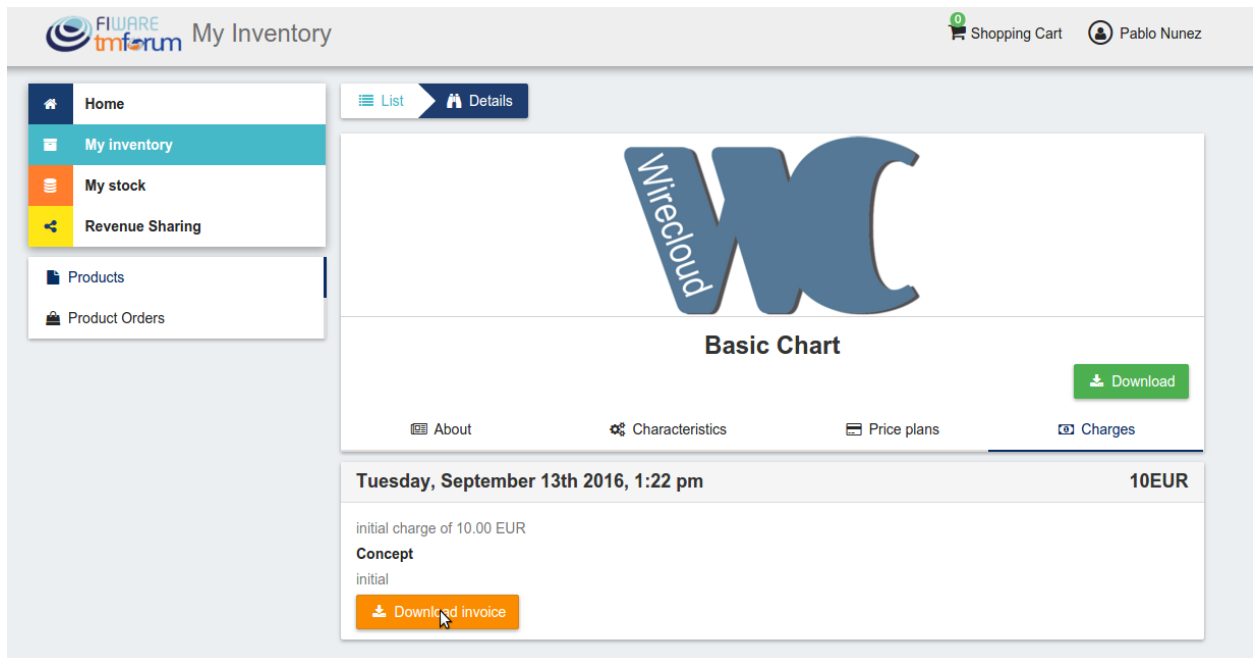 FIWARE
tmforum
My Inventory
0
Shopping Cart
Pablo Nunez
Home
My inventory
My stock
Revenue Sharing
Products
Product Orders
List
Details
Wirecloud
WC
Basic Chart
Download
About
Characteristics
Price plans
Charges
Tuesday, September 13th 2016, 1:22 pm
10EUR
initial charge of 10.00 EUR
Concept
initial
Download invoice